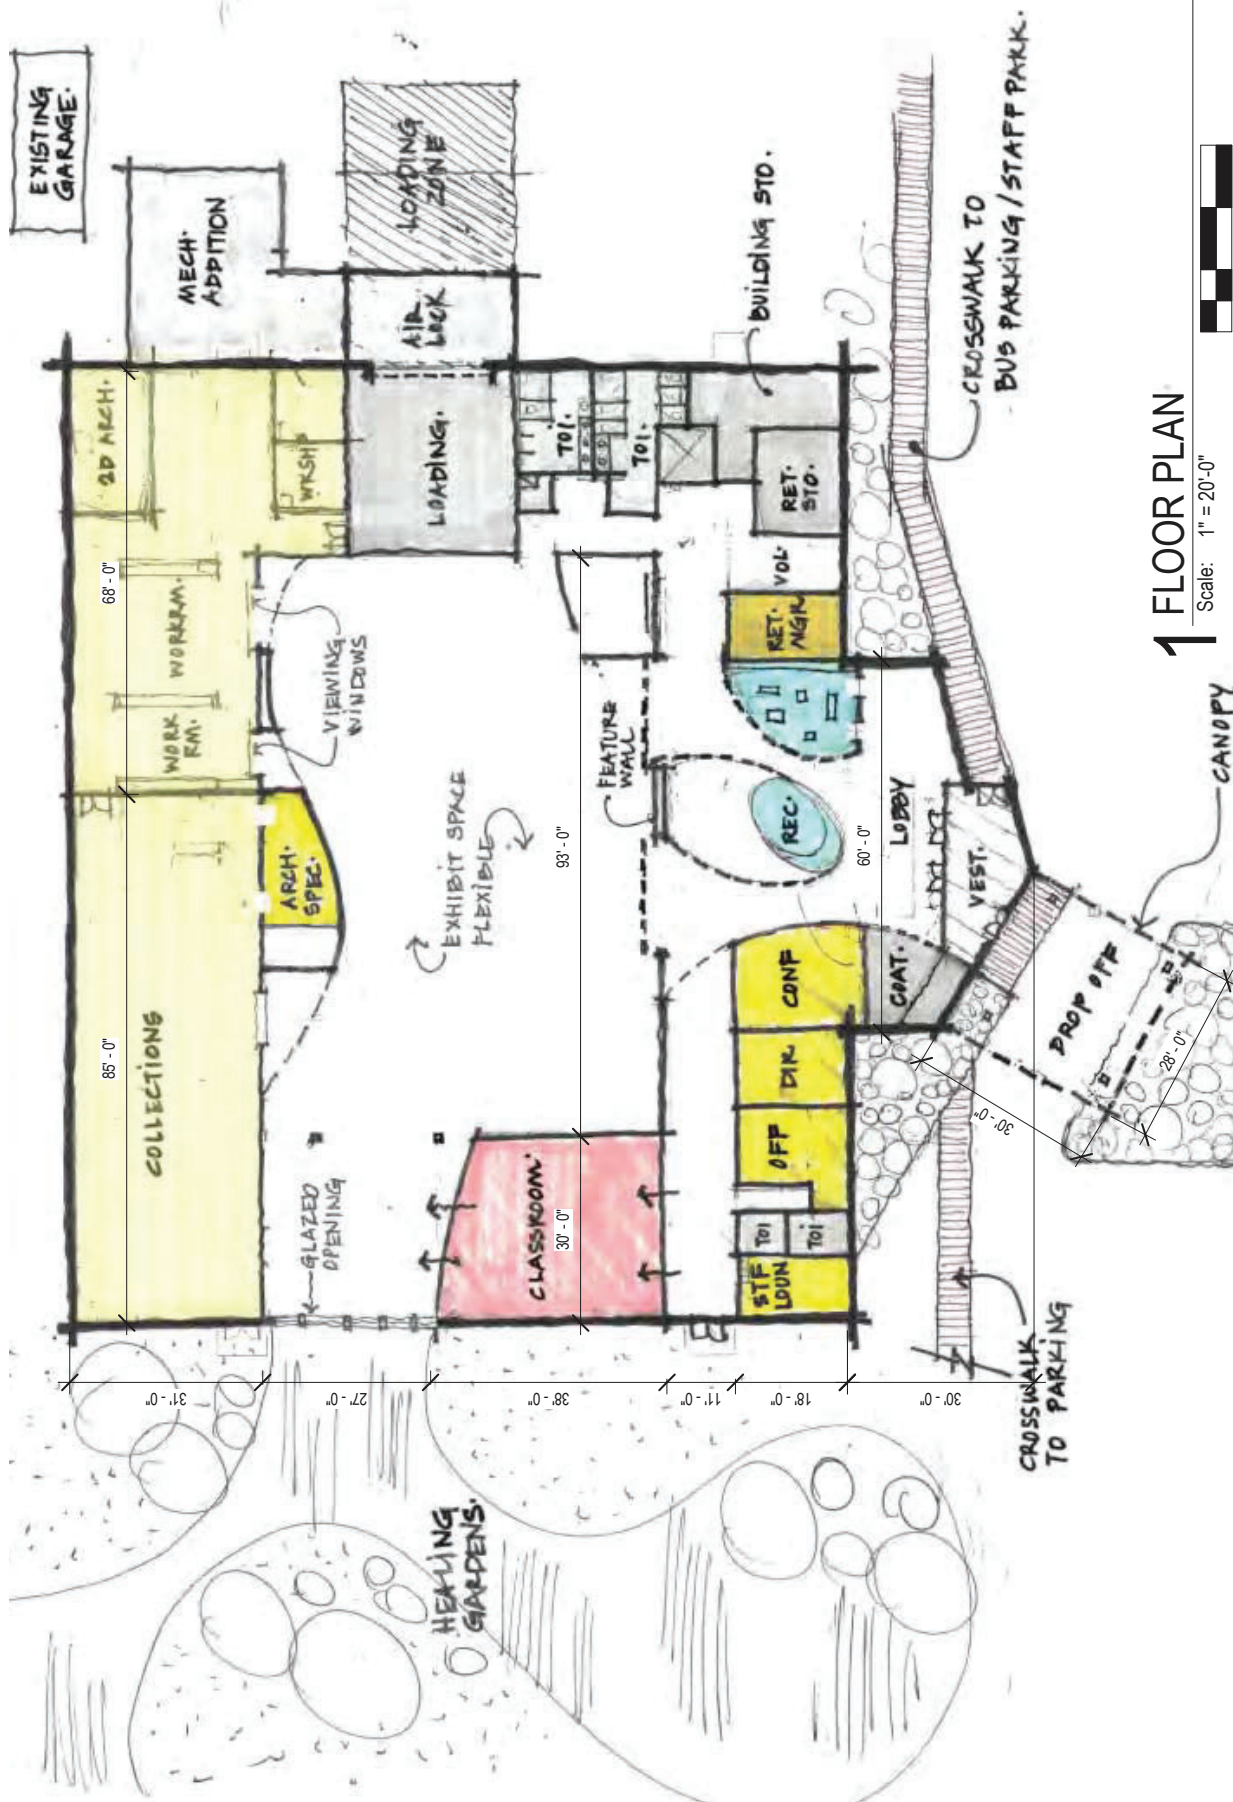 EXISTING
GARAGE.
MECH.
ADDITION
LOADING
ZONE
AIR
LOCK
BUILDING STO.
CROSSWALK TO
BUS PARKING / STAFF PARK.
2D ARCH.
WKSH
LOADING.
TOI.
TOI.
RET.
STO.
68' - 0"
WORKRM.
WORK
RM.
VIEWING
WINDOWS
VOL.
RET.
MGR
FEATURE
WALL
REC.
LOBBY
60' - 0"
VEST.
CANOPY
ARCH.
SPEC.
EXHIBIT SPACE
FLEXIBLE
93' - 0"
COLLECTIONS
85' - 0"
CONF
COAT.
DIR
OFF
TOI
TOI
STF
LOUN
DROP OFF
28' - 0"
30' - 0"
GLAZED
OPENING
CLASSROOM.
30' - 0"
31' - 0"
27' - 0"
38' - 0"
11' - 0"
18' - 0"
30' - 0"
CROSSWALK
TO PARKING
HEALING
GARDENS.
1 FLOOR PLAN
Scale: 1" = 20'-0"